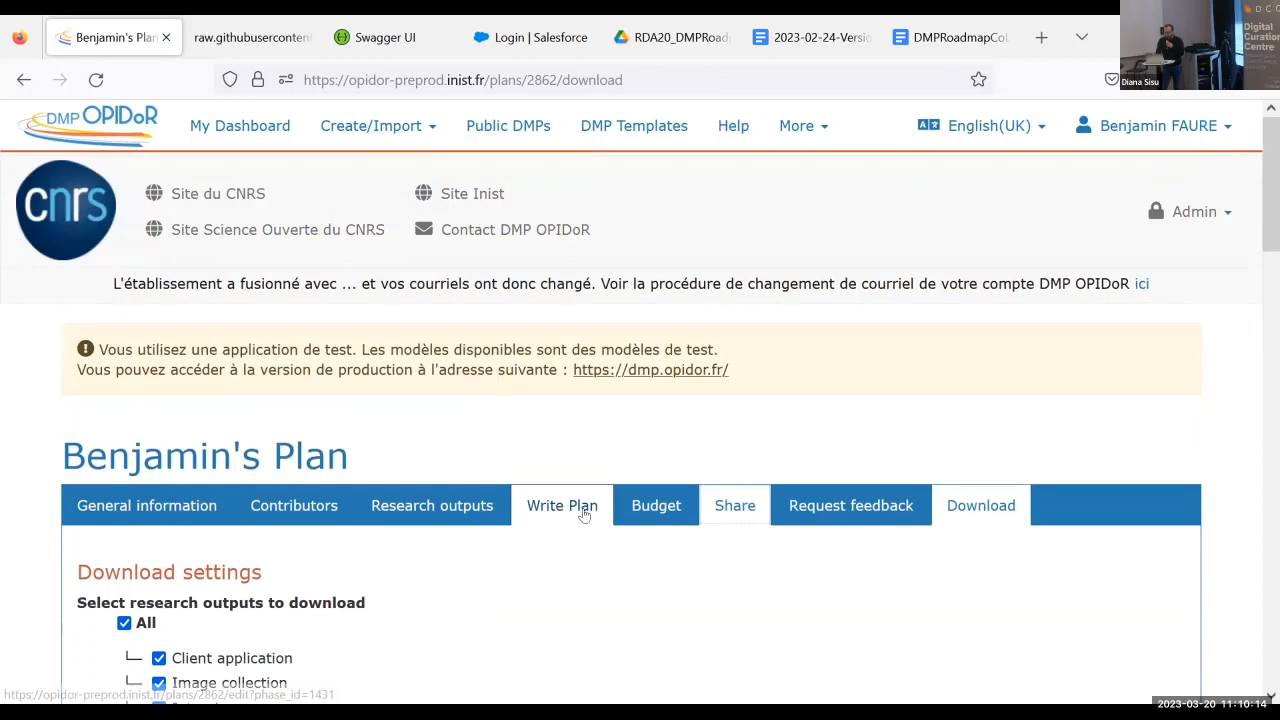 Benjamin's Plan
raw.githubusercontent
Swagger UI
Login | Salesforce
RDA20_DMPRoad
2023-02-24-Versi
DMPRoadmapCo
https://opidor-preprod.inist.fr/plans/2862/download
Diana Sisu
DCC
Digital
Curation
Centre
DMP OPIDoR
My Dashboard
Create/Import
Public DMPs
DMP Templates
Help
More
English(UK)
Benjamin FAURE
cnrs
Site du CNRS
Site Inist
Site Science Ouverte du CNRS
Contact DMP OPIDoR
Admin
L'établissement a fusionné avec ... et vos courriels ont donc changé. Voir la procédure de changement de courriel de votre compte DMP OPIDoR ici
Vous utilisez une application de test. Les modèles disponibles sont des modèles de test.
Vous pouvez accéder à la version de production à l'adresse suivante : https://dmp.opidor.fr/
Benjamin's Plan
General information
Contributors
Research outputs
Write Plan
Budget
Share
Request feedback
Download
Download settings
Select research outputs to download
All
Client application
Image collection
https://opidor-preprod.inist.fr/plans/2862/edit?phase_id=1431
2023-03-20 11:10:14